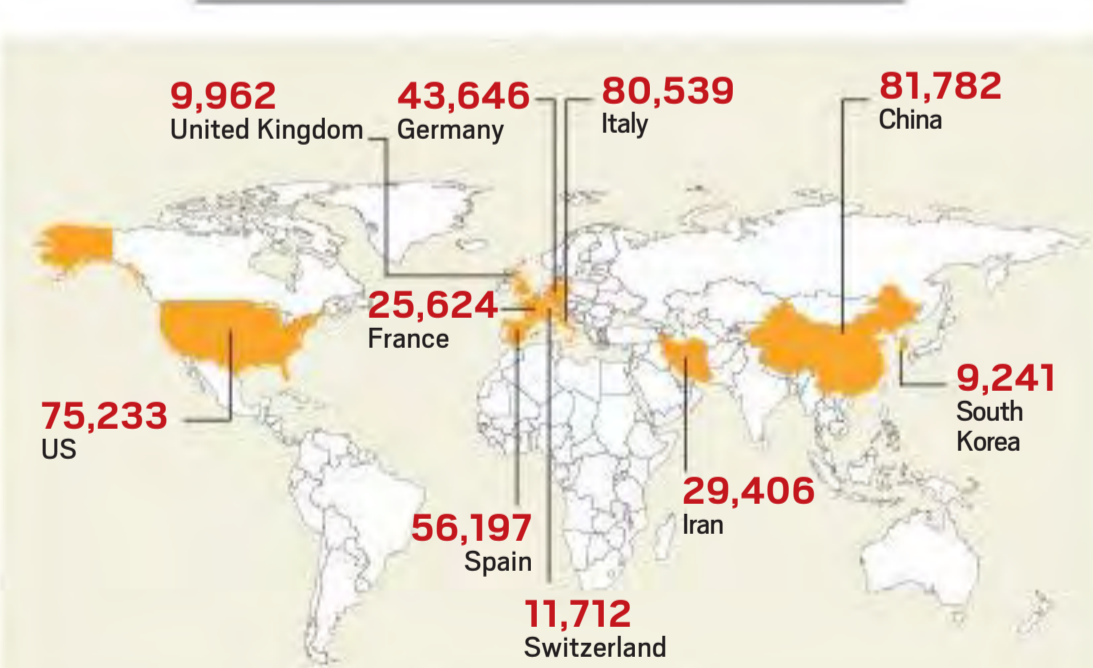 9,962
United Kingdom
43,646
Germany
80,539
Italy
81,782
China
25,624
France
75,233
US
9,241
South
Korea
29,406
Iran
56,197
Spain
11,712
Switzerland